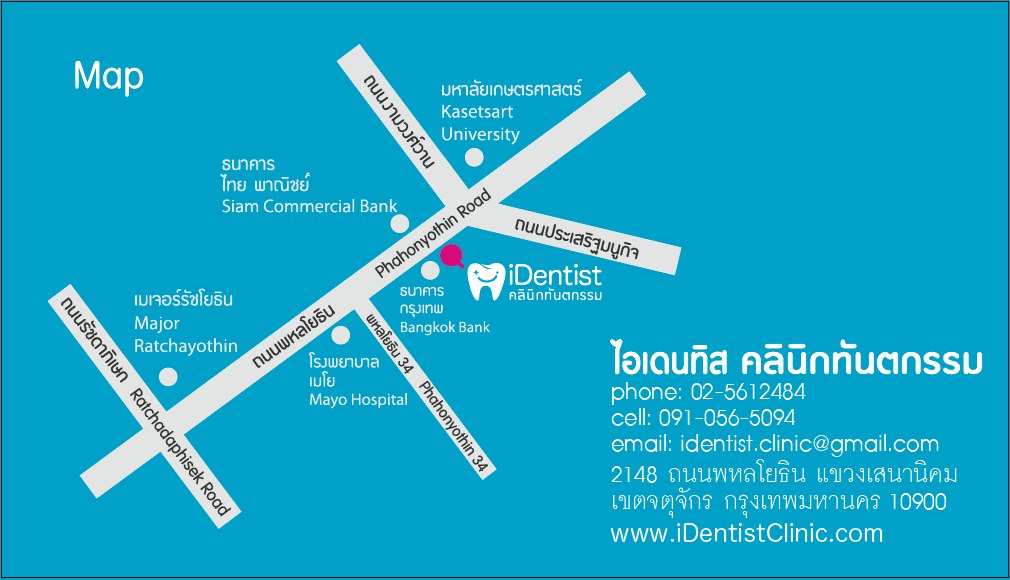 Map
ถนนงามวงศ์วาน
มหาลัยเกษตรศาสตร์
Kasetsart
University
ธนาคาร
ไทย พาณิชย์
Siam Commercial Bank
Phahonyothin Road
ถนนประเสริฐมนูกิจ
iDentist
คลินิกทันตกรรม
ธนาคาร
กรุงเทพ
Bangkok Bank
ถนนรัชดาภิเษก Ratchadaphisek Road
เมเจอร์รัชโยธิน
Major
Ratchayothin
ถนนพหลโยธิน
โรงพยาบาล
เมโย
Mayo Hospital
พหลโยธิน 34 Phahonyothin 34
ไอเดนทิส คลินิกทันตกรรม
phone: 02-5612484
cell: 091-056-5094
email: identist.clinic@gmail.com
2148 ถนนพหลโยธิน แขวงเสนานิคม
เขตจตุจักร กรุงเทพมหานคร 10900
www.iDentistClinic.com